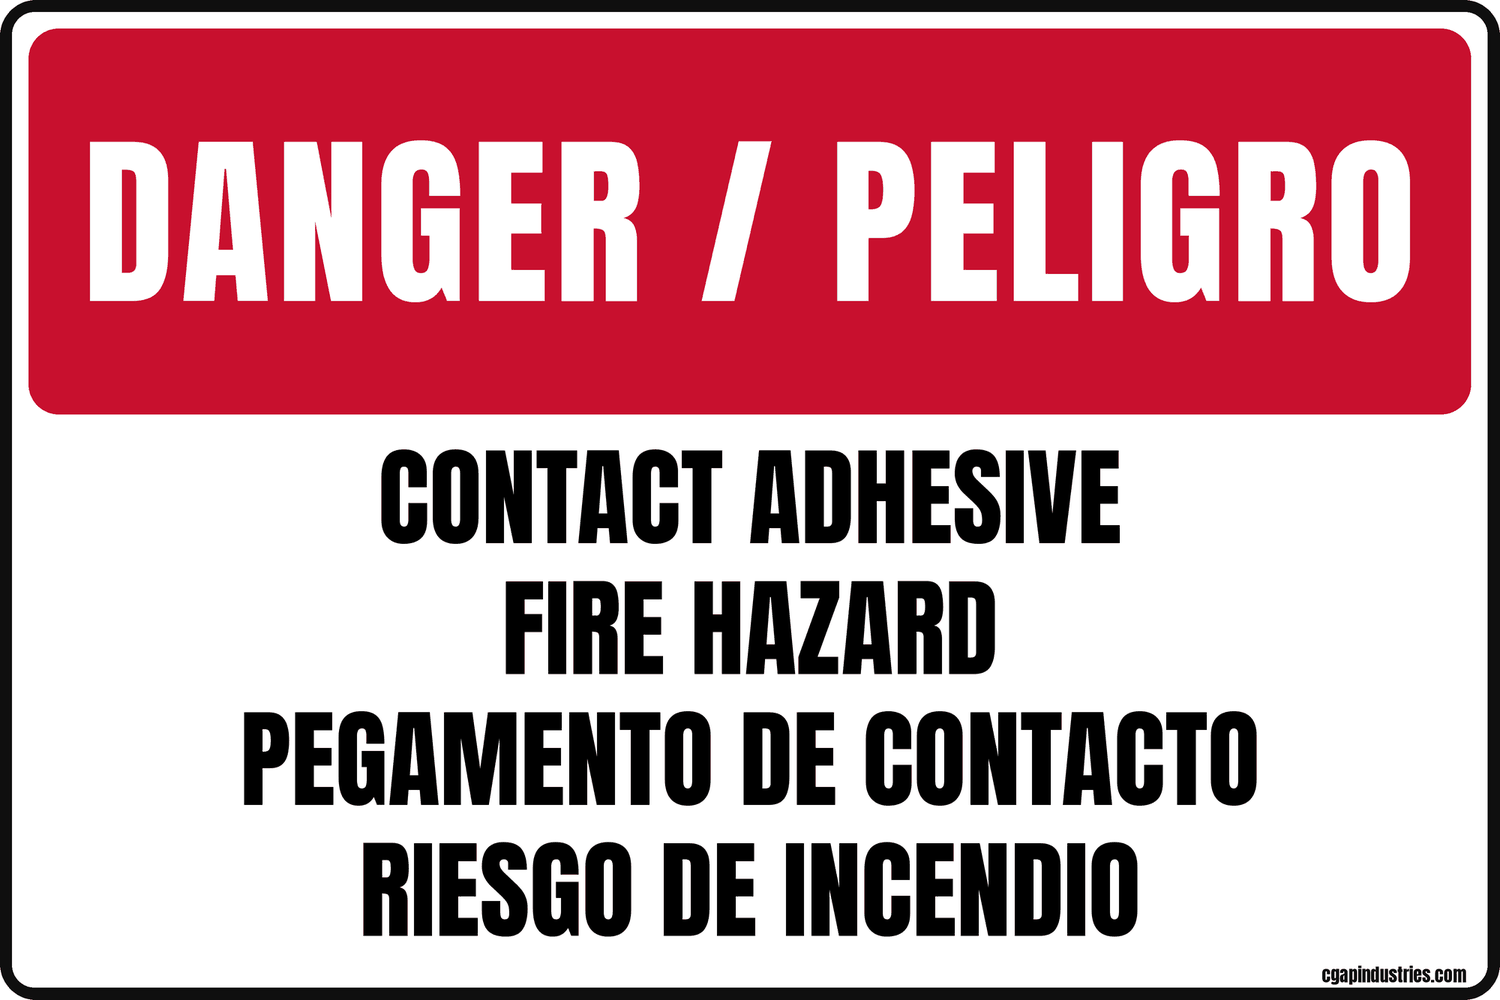 DANGER / PELIGRO
CONTACT ADHESIVE
FIRE HAZARD
PEGAMENTO DE CONTACTO
RIESGO DE INCENDIO
cgapindustries.com